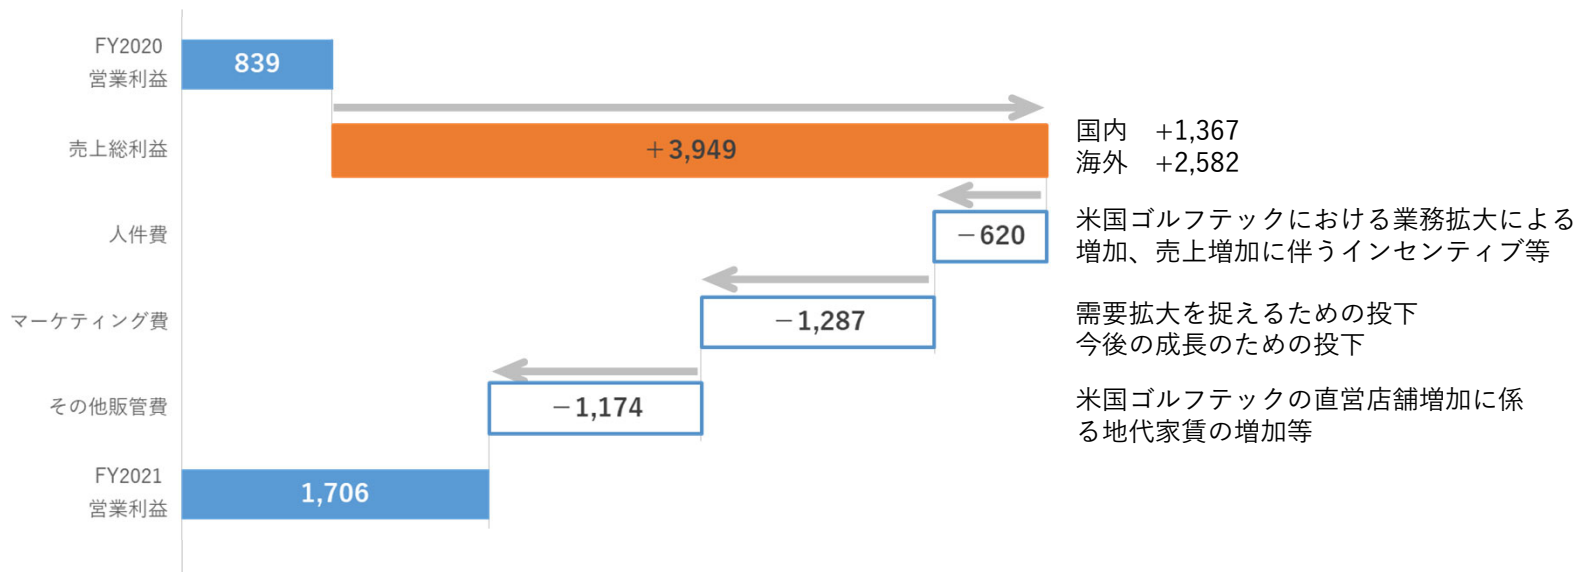 FY2020
営業利益
839
売上総利益
+3,949
国内 +1,367
海外 +2,582
人件費
−620
米国ゴルフテックにおける業務拡大による
増加、売上増加に伴うインセンティブ等
マーケティング費
−1,287
需要拡大を捉えるための投下
今後の成長のための投下
その他販管費
−1,174
米国ゴルフテックの直営店舗増加に係
る地代家賃の増加等
FY2021
営業利益
1,706